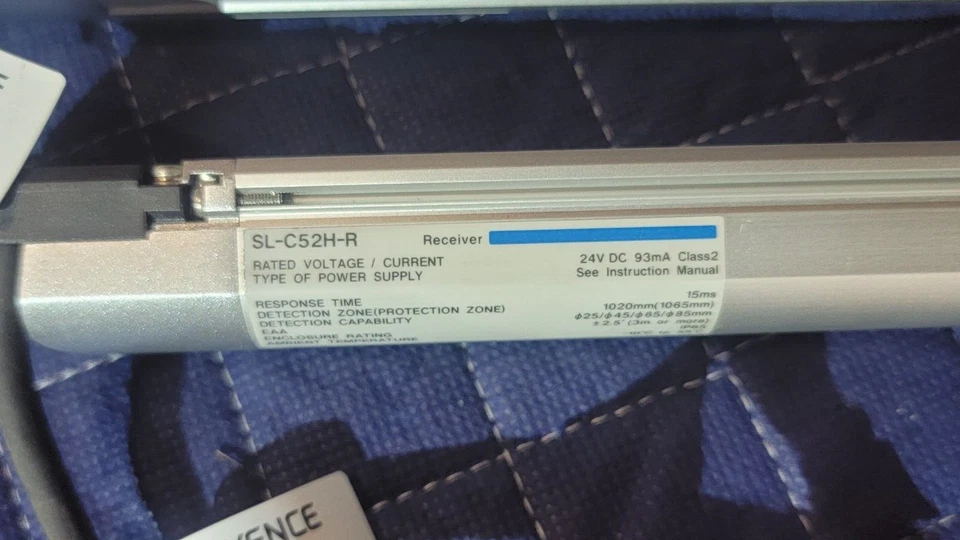 SL-C52H-R Receiver
RATED VOLTAGE / CURRENT 24V DC 93mA Class2
TYPE OF POWER SUPPLY See Instruction Manual
RESPONSE TIME 15ms
DETECTION ZONE(PROTECTION ZONE) 1020mm(1065mm)
DETECTION CAPABILITY ϕ25/ϕ45/ϕ65/ϕ85mm
EAA ±2.5° (3m or more)
ENCLOSURE RATING IP65
AMBIENT TEMPERATURE
ENCE